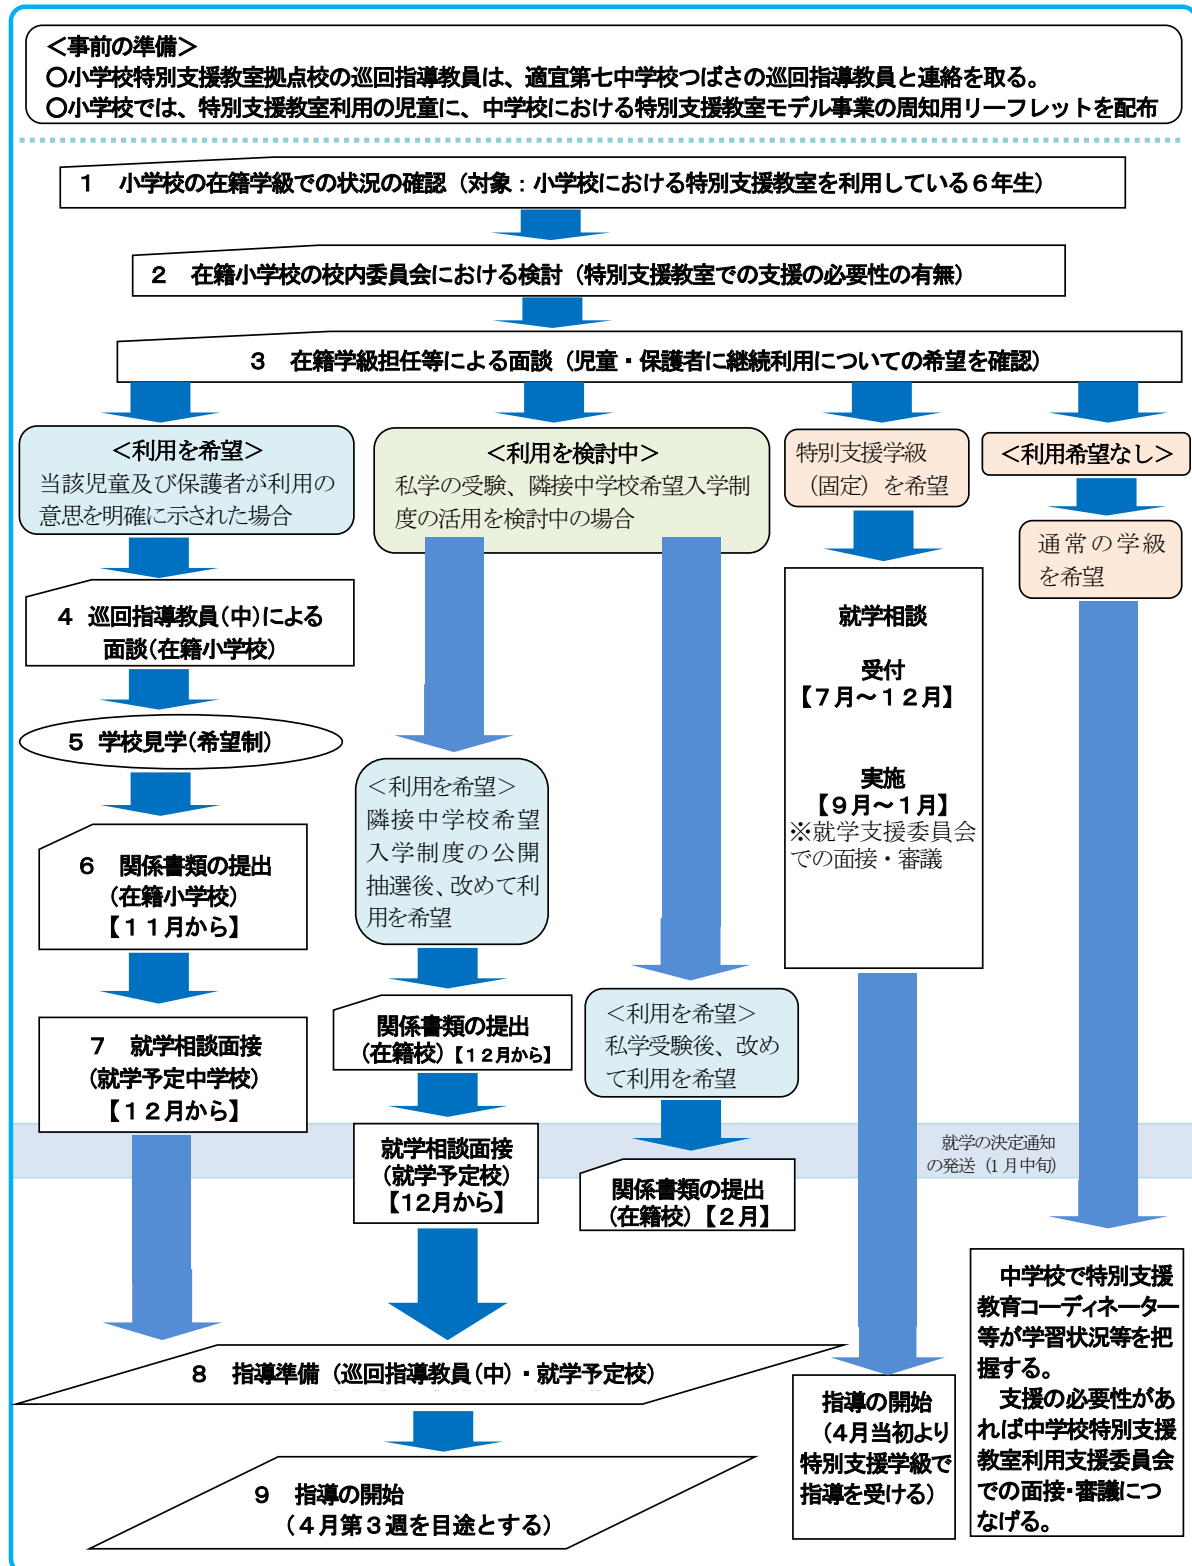 ＜事前の準備＞
○小学校特別支援教室拠点校の巡回指導教員は、適宜第七中学校つばさの巡回指導教員と連絡を取る。
○小学校では、特別支援教室利用の児童に、中学校における特別支援教室モデル事業の周知用リーフレットを配布
１　小学校の在籍学級での状況の確認（対象：小学校における特別支援教室を利用している６年生）
２　在籍小学校の校内委員会における検討（特別支援教室での支援の必要性の有無）
３　在籍学級担任等による面談（児童・保護者に継続利用についての希望を確認）
＜利用を希望＞
当該児童及び保護者が利用の
意思を明確に示された場合
＜利用を検討中＞
私学の受験、隣接中学校希望入学制
度の活用を検討中の場合
特別支援学級
（固定）を希望
＜利用希望なし＞
通常の学級
を希望
４　巡回指導教員（中）による
面談（在籍小学校）
５　学校見学（希望制）
６　関係書類の提出
（在籍小学校）
【１１月から】
７　就学相談面接
（就学予定中学校）
【１２月から】
＜利用を希望＞
隣接中学校希望
入学制度の公開
抽選後、改めて利
用を希望
関係書類の提出
（在籍校）【１２月から】
就学相談面接
（就学予定校）
【12月から】
＜利用を希望＞
私学受験後、改め
て利用を希望
関係書類の提出
（在籍校）【２月】
就学相談
受付
【７月～１２月】
実施
【９月～１月】
※就学支援委員会
での面接・審議
就学の決定通知
の発送（1月中旬）
８　指導準備（巡回指導教員（中）・就学予定校）
９　指導の開始
（４月第３週を目途とする）
指導の開始
（４月当初より
特別支援学級で
指導を受ける）
中学校で特別支援
教育コーディネーター
等が学習状況等を把
握する。
支援の必要性があ
れば中学校特別支援
教室利用支援委員会
での面接・審議につ
なげる。